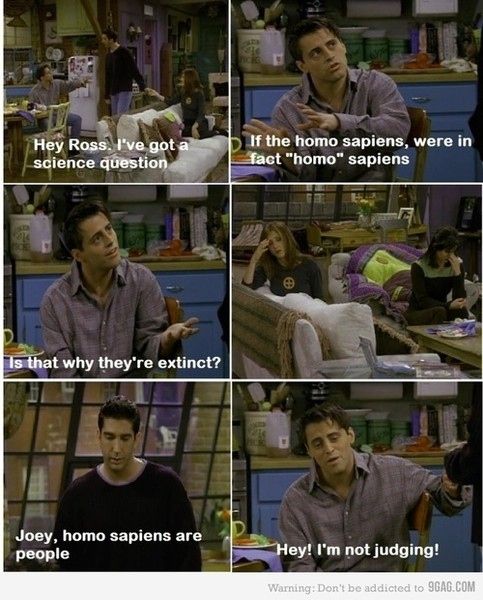 Hey Ross. I've got a
science question
If the homo sapiens, were in
fact "homo" sapiens
Is that why they're extinct?
Joey, homo sapiens are
people
Hey! I'm not judging!
Warning: Don't be addicted to 9GAG.COM